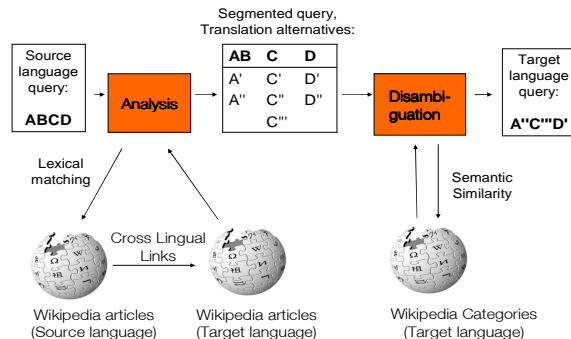 Segmented query,
Translation alternatives:
Source
language
query:
ABCD
Analysis
AB C D
A' C' D'
A'' C'' D''
C'''
Disambi-
guation
Target
language
query:
A''C'''D'
Lexical
matching
Semantic
Similarity
Cross Lingual
Links
Wikipedia articles
(Source language)
Wikipedia articles
(Target language)
Wikipedia Categories
(Target language)